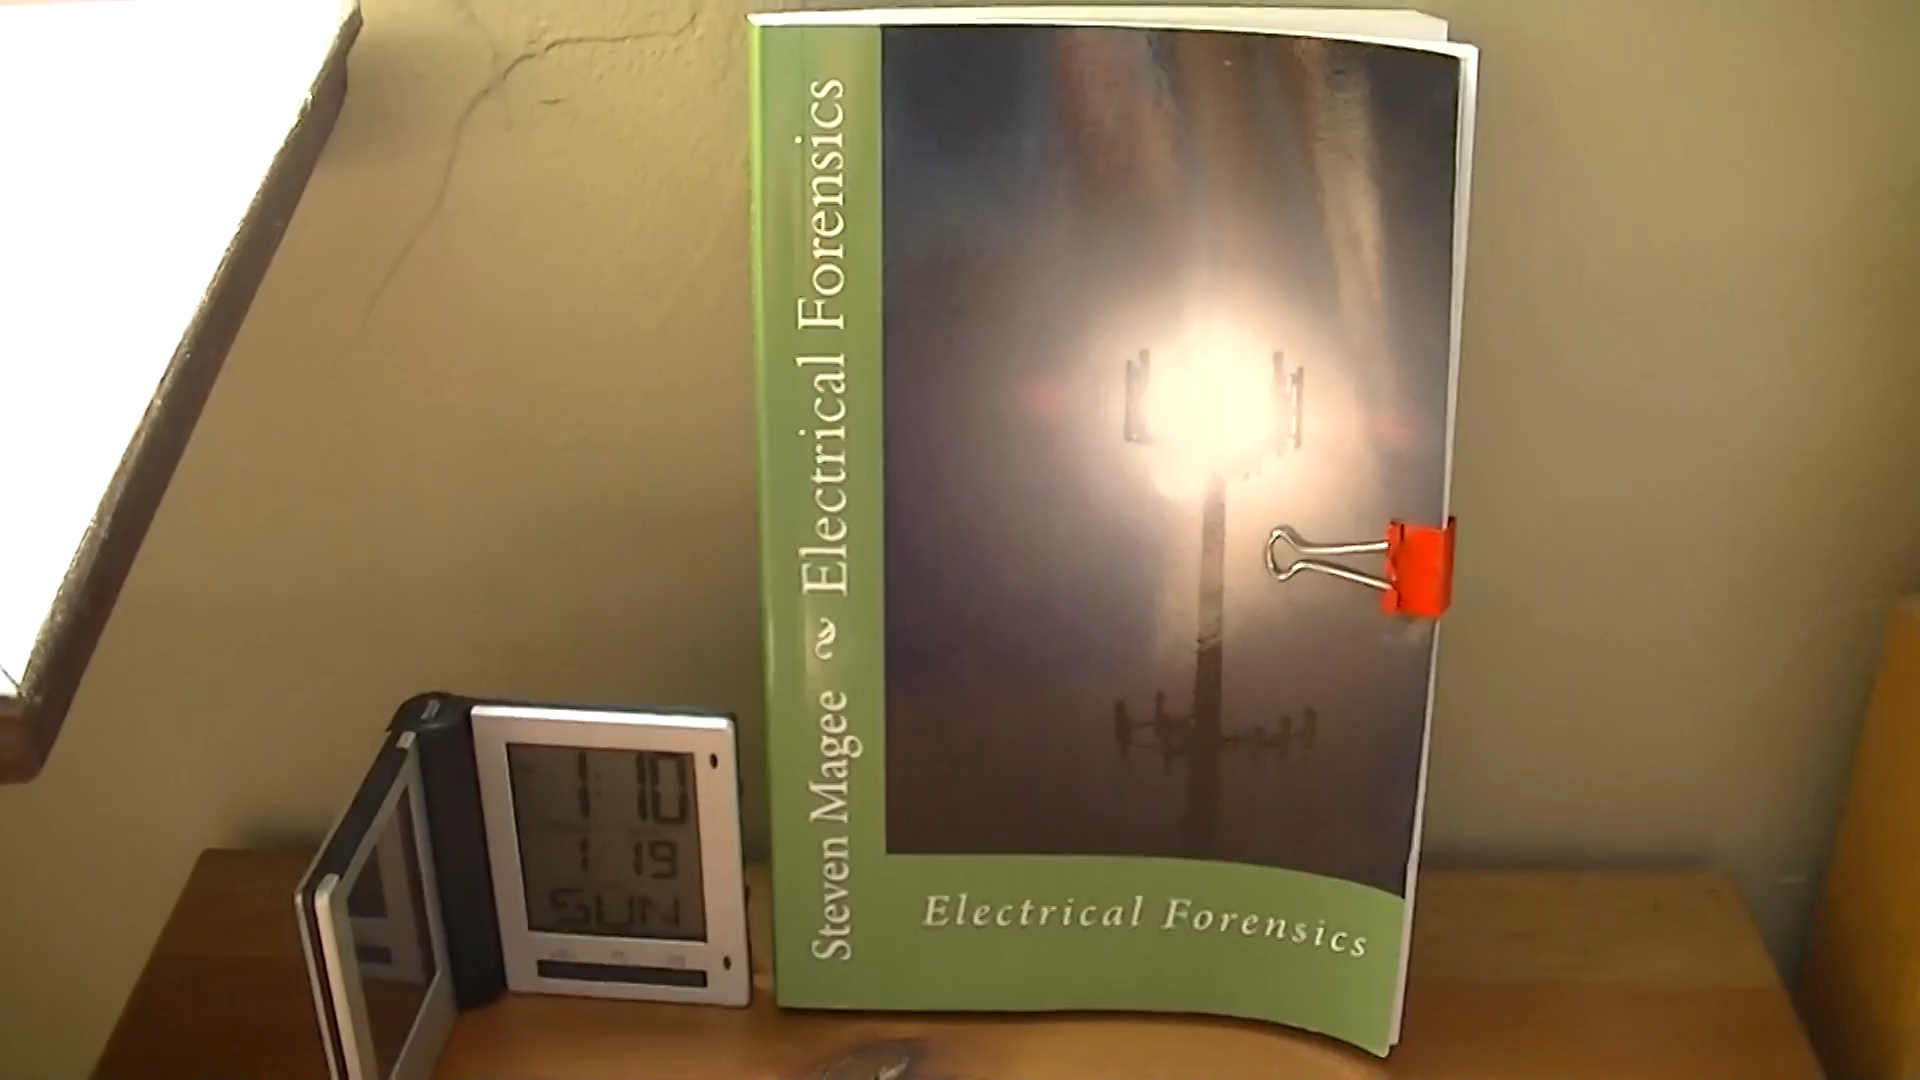 Steven Magee ~ Electrical Forensics
Electrical Forensics
1:10
1/19
SUN